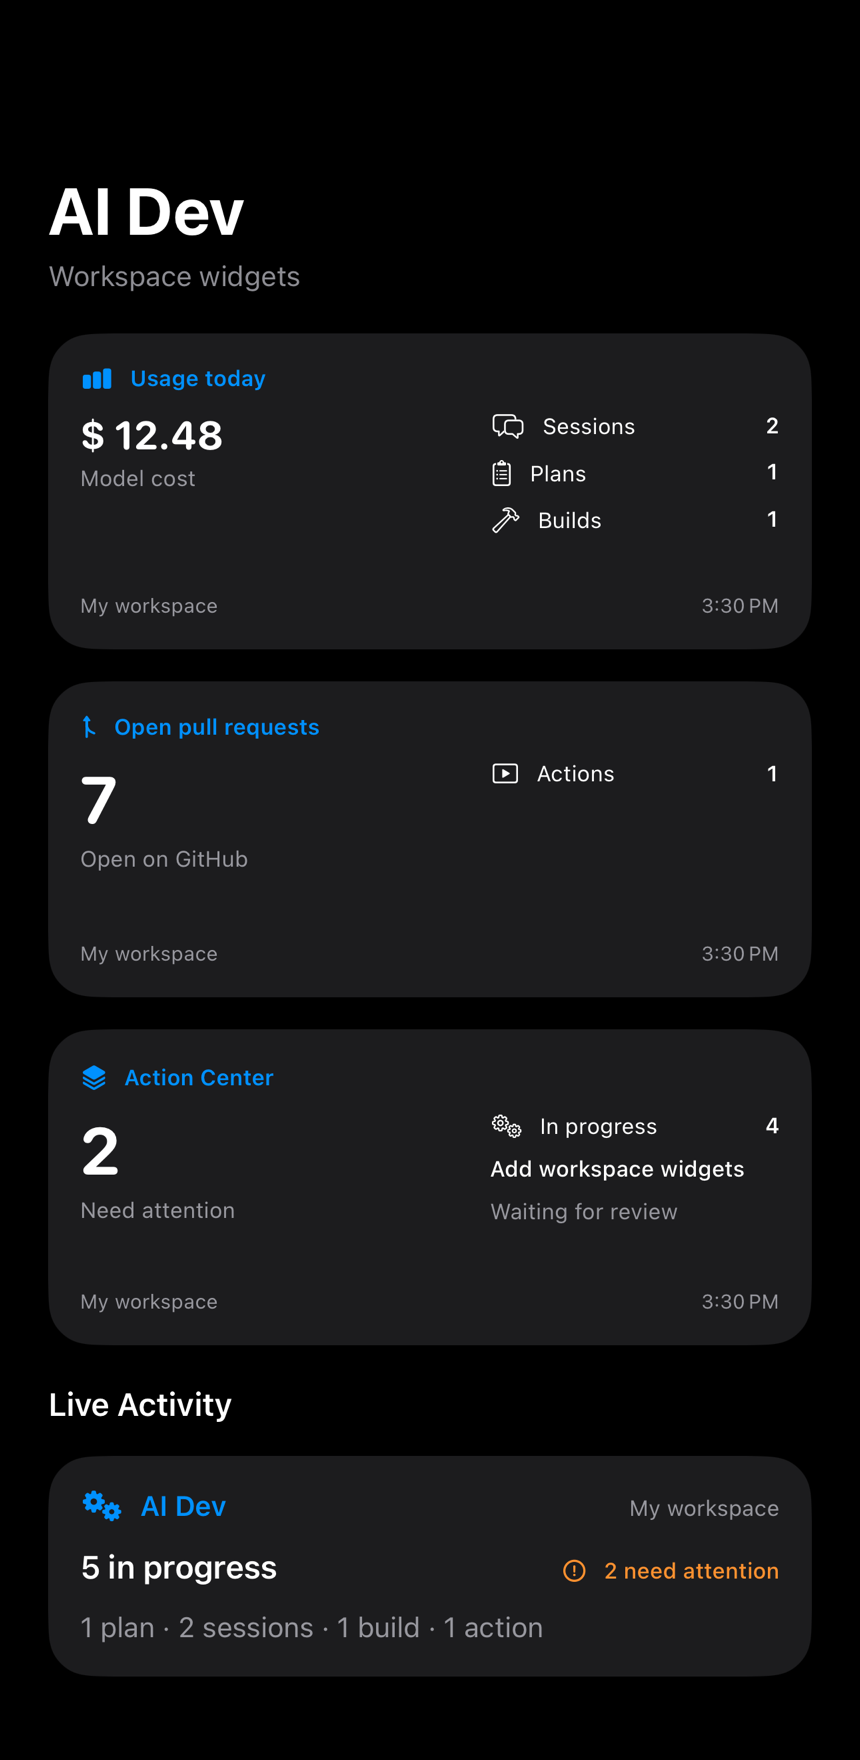 AI Dev
Workspace widgets
Usage today
$ 12.48
Model cost
Sessions 2
Plans 1
Builds 1
My workspace 3:30 PM
Open pull requests
7
Open on GitHub
Actions 1
My workspace 3:30 PM
Action Center
2
Need attention
In progress 4
Add workspace widgets
Waiting for review
My workspace 3:30 PM
Live Activity
AI Dev My workspace
5 in progress 2 need attention
1 plan · 2 sessions · 1 build · 1 action